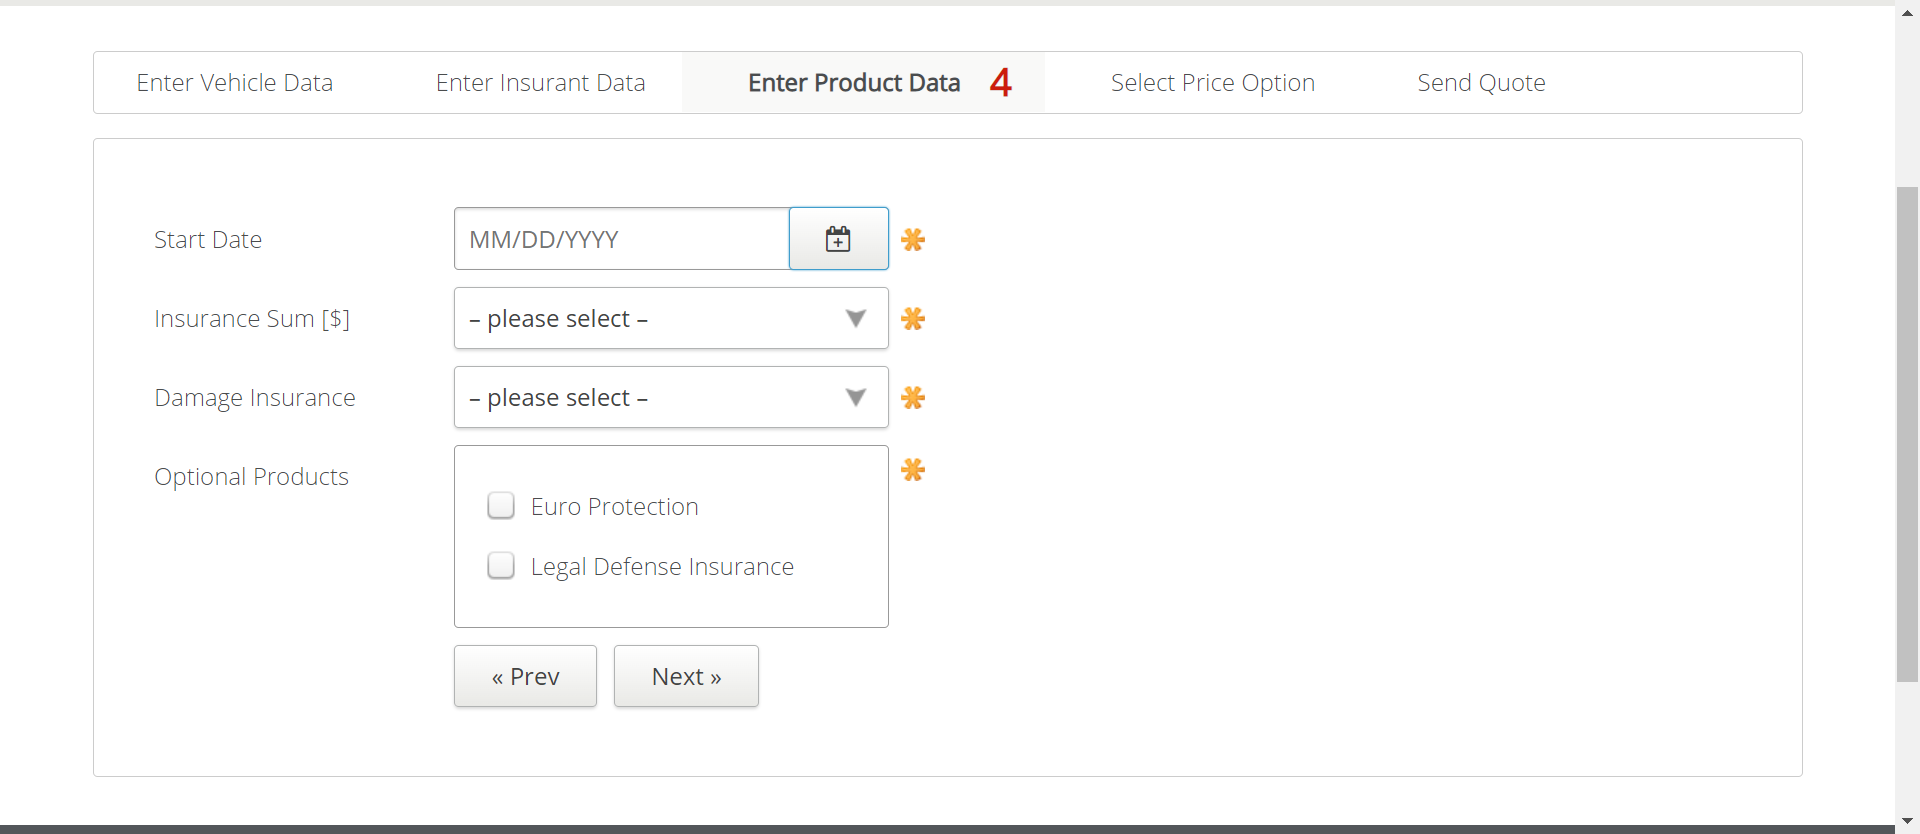 Enter Vehicle Data Enter Insurant Data Enter Product Data 4 Select Price Option Send Quote
Start Date MM/DD/YYYY
Insurance Sum [$] – please select –
Damage Insurance – please select –
Optional Products
Euro Protection
Legal Defense Insurance
« Prev Next »